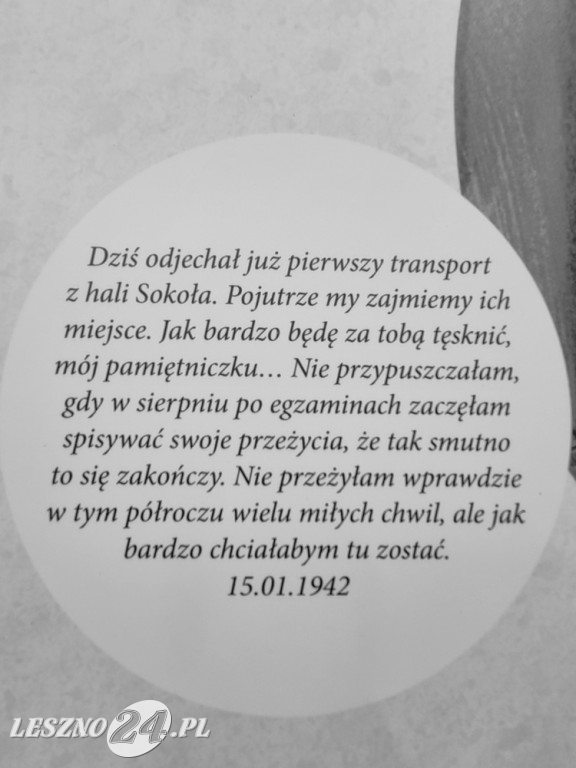 Dziś odjechał już pierwszy transport
z hali Sokoła. Pojutrze my zajmiemy ich
miejsce. Jak bardzo będę za tobą tęsknić,
mój pamiętniczku… Nie przypuszczałam,
gdy w sierpniu po egzaminach zaczęłam
spisywać swoje przeżycia, że tak smutno
to się zakończy. Nie przeżyłam wprawdzie
w tym półroczu wielu miłych chwil, ale jak
bardzo chciałabym tu zostać.
15.01.1942
LESZNO24.PL